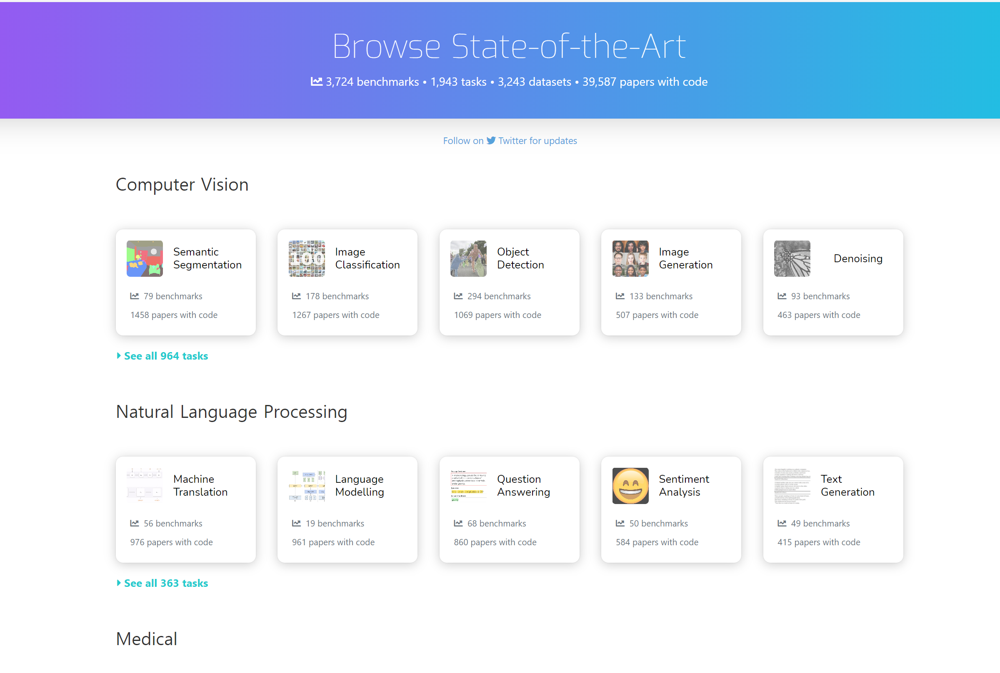 Browse State-of-the-Art
3,724 benchmarks • 1,943 tasks • 3,243 datasets • 39,587 papers with code
Follow on Twitter for updates
Computer Vision
Semantic
Segmentation
79 benchmarks
1458 papers with code
Image
Classification
178 benchmarks
1267 papers with code
Object
Detection
294 benchmarks
1069 papers with code
Image
Generation
133 benchmarks
507 papers with code
Denoising
93 benchmarks
463 papers with code
See all 964 tasks
Natural Language Processing
Machine
Translation
56 benchmarks
976 papers with code
Language
Modelling
19 benchmarks
961 papers with code
Question
Answering
68 benchmarks
860 papers with code
Sentiment
Analysis
50 benchmarks
584 papers with code
Text
Generation
49 benchmarks
415 papers with code
See all 363 tasks
Medical